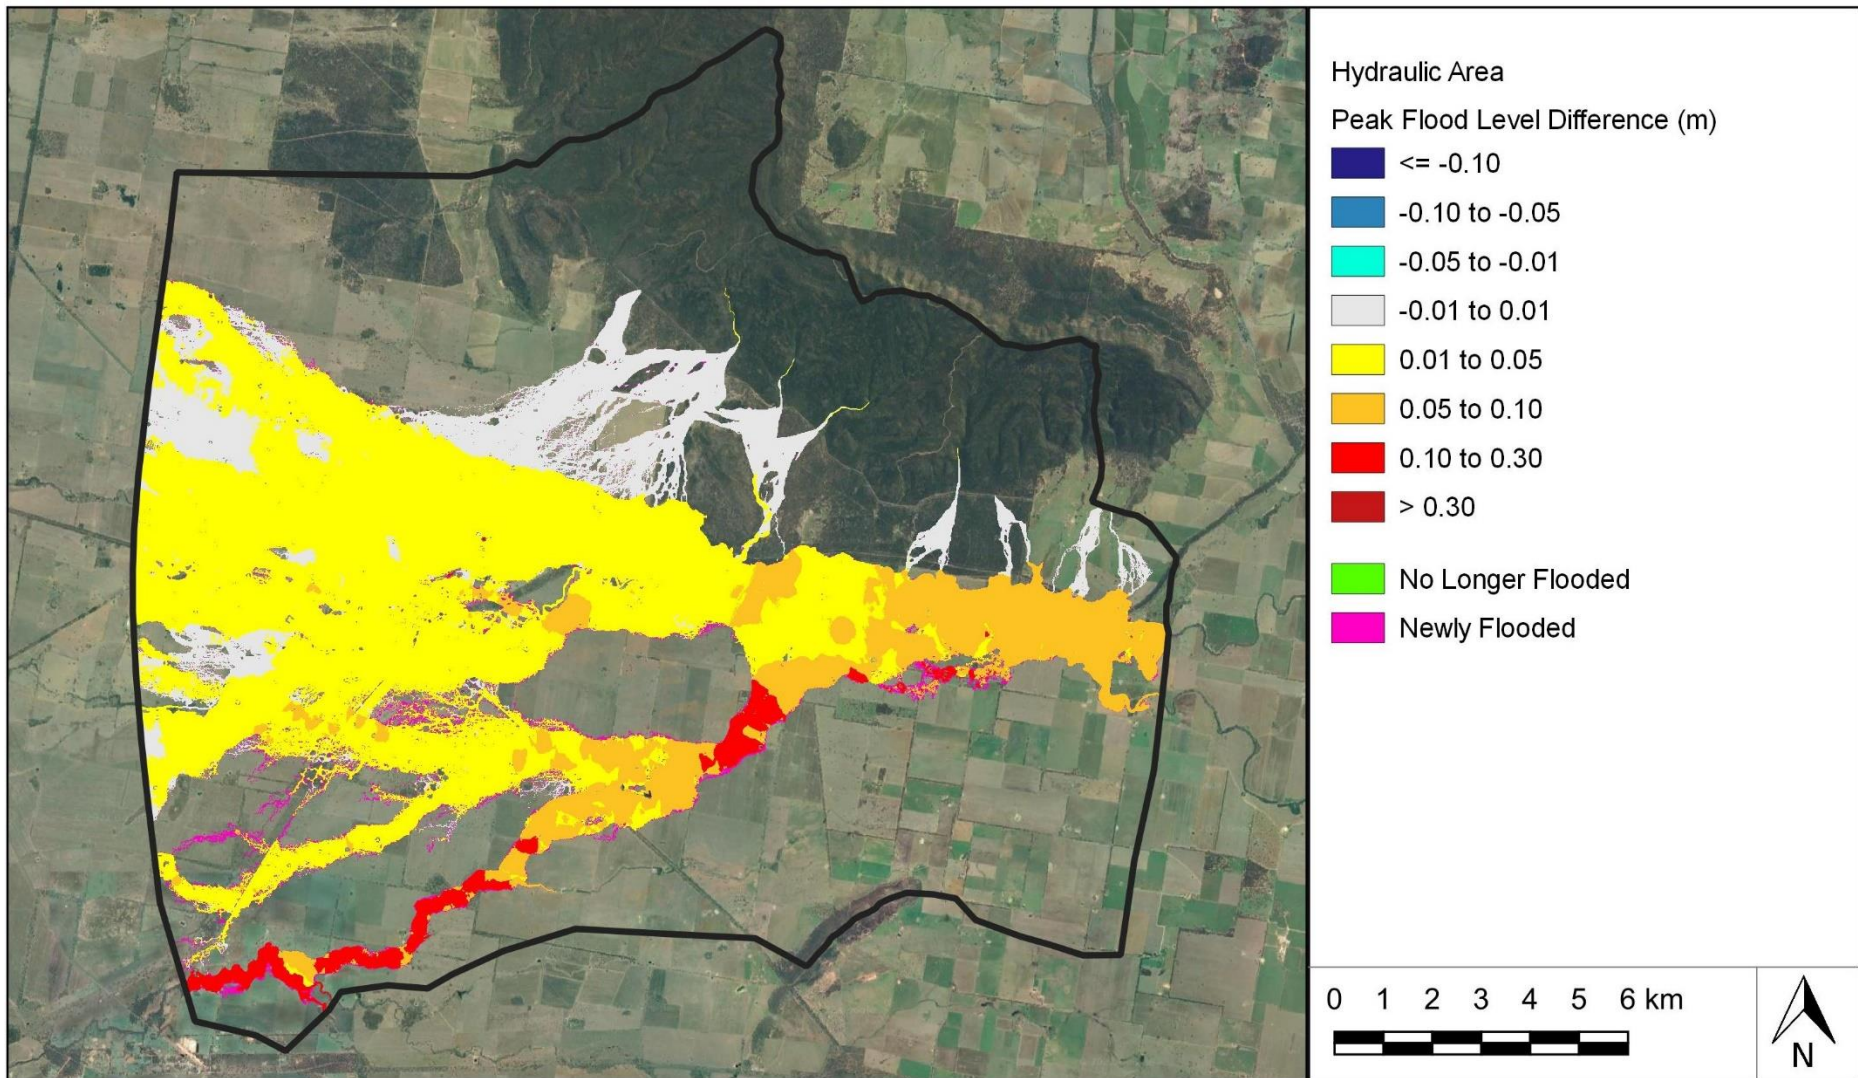 Hydraulic Area
Peak Flood Level Difference (m)
<= -0.10
-0.10 to -0.05
-0.05 to -0.01
-0.01 to 0.01
0.01 to 0.05
0.05 to 0.10
0.10 to 0.30
> 0.30
No Longer Flooded
Newly Flooded
0 1 2 3 4 5 6 km
N